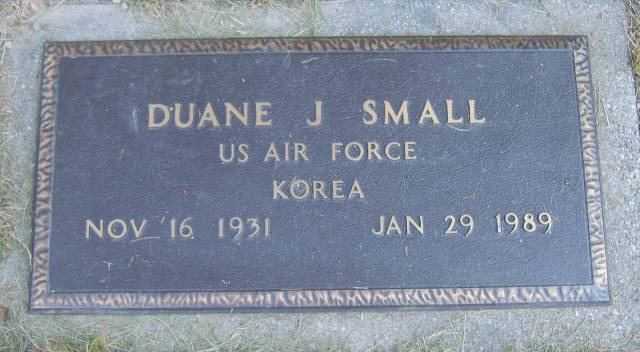 DUANE J SMALL
US AIR FORCE
KOREA
NOV 16 1931 JAN 29 1989